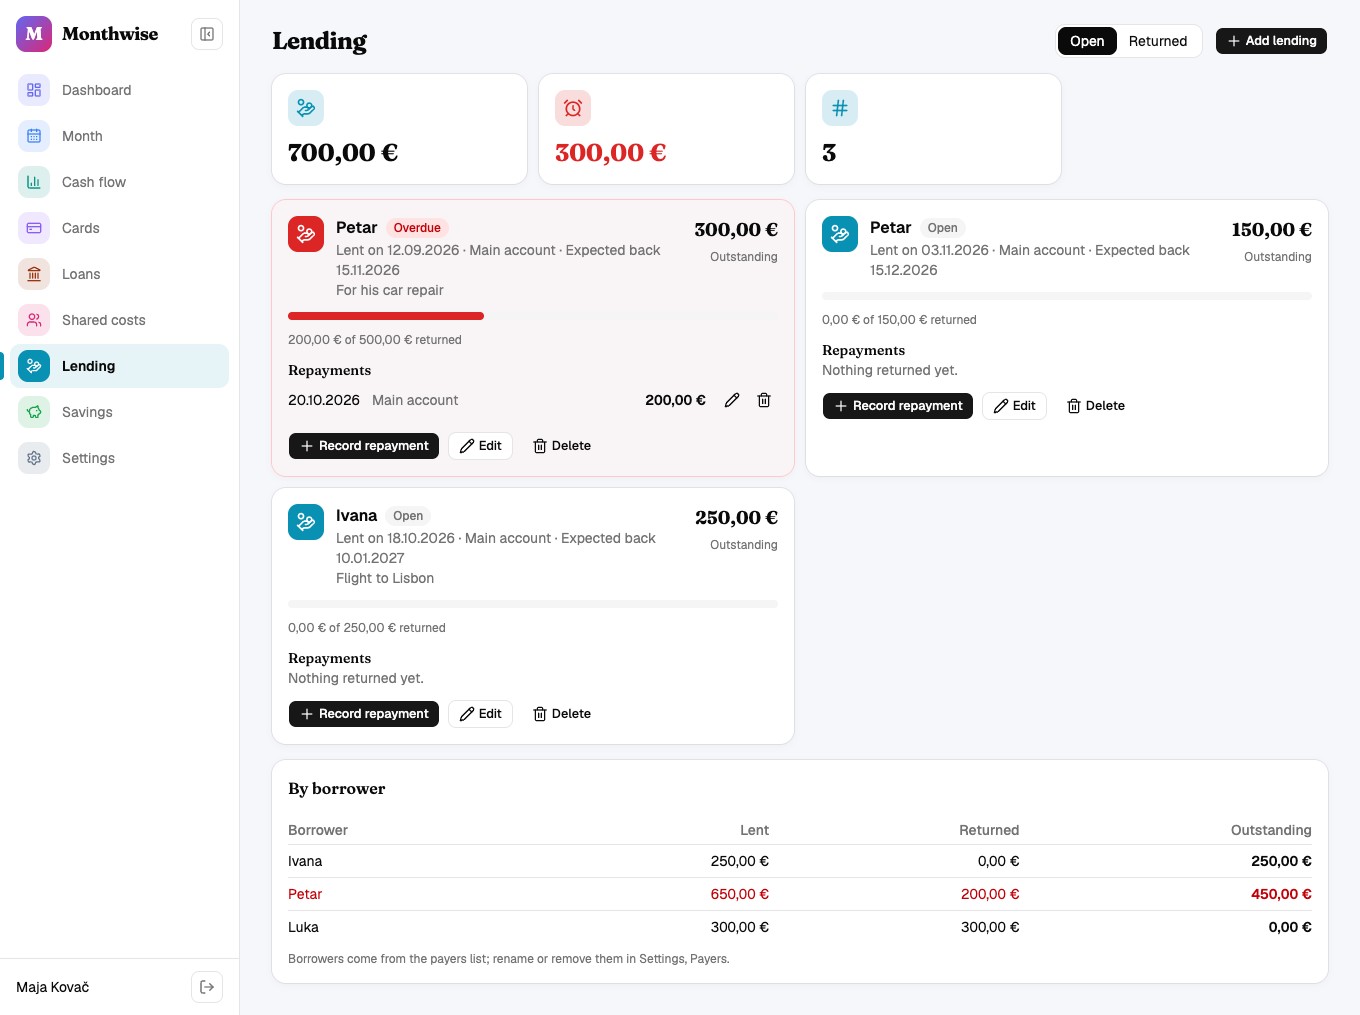 M Monthwise
Dashboard
Month
Cash flow
Cards
Loans
Shared costs
Lending
Savings
Settings
Maja Kovač
Lending
Open Returned
Add lending
700,00 €
300,00 €
3
Petar Overdue
Lent on 12.09.2026 · Main account · Expected back
15.11.2026
For his car repair
300,00 €
Outstanding
200,00 € of 500,00 € returned
Repayments
20.10.2026 Main account 200,00 €
Record repayment Edit Delete
Petar Open
Lent on 03.11.2026 · Main account · Expected back
15.12.2026
150,00 €
Outstanding
0,00 € of 150,00 € returned
Repayments
Nothing returned yet.
Record repayment Edit Delete
Ivana Open
Lent on 18.10.2026 · Main account · Expected back
10.01.2027
Flight to Lisbon
250,00 €
Outstanding
0,00 € of 250,00 € returned
Repayments
Nothing returned yet.
Record repayment Edit Delete
By borrower
Borrower Lent Returned Outstanding
Ivana 250,00 € 0,00 € 250,00 €
Petar 650,00 € 200,00 € 450,00 €
Luka 300,00 € 300,00 € 0,00 €
Borrowers come from the payers list; rename or remove them in Settings, Payers.